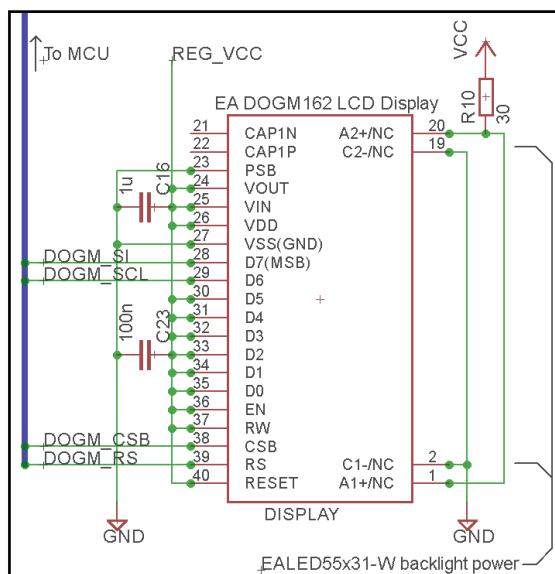 To MCU
REG_VCC
VCC
R10
30
EA DOGM162 LCD Display
21 CAP1N A2+/NC 20
22 CAP1P C2-/NC 19
23 PSB
24 VOUT
25 VIN
26 VDD
27 VSS(GND)
28 D7(MSB)
29 D6
30 D5
31 D4
32 D3
33 D2
34 D1
35 D0
36 EN
37 RW
38 CSB
39 RS C1-/NC 2
40 RESET A1+/NC 1
1u
C16
DOGM_SI
DOGM_SCL
100n
C23
DOGM_CSB
DOGM_RS
GND
DISPLAY
GND
EALED55x31-W backlight power